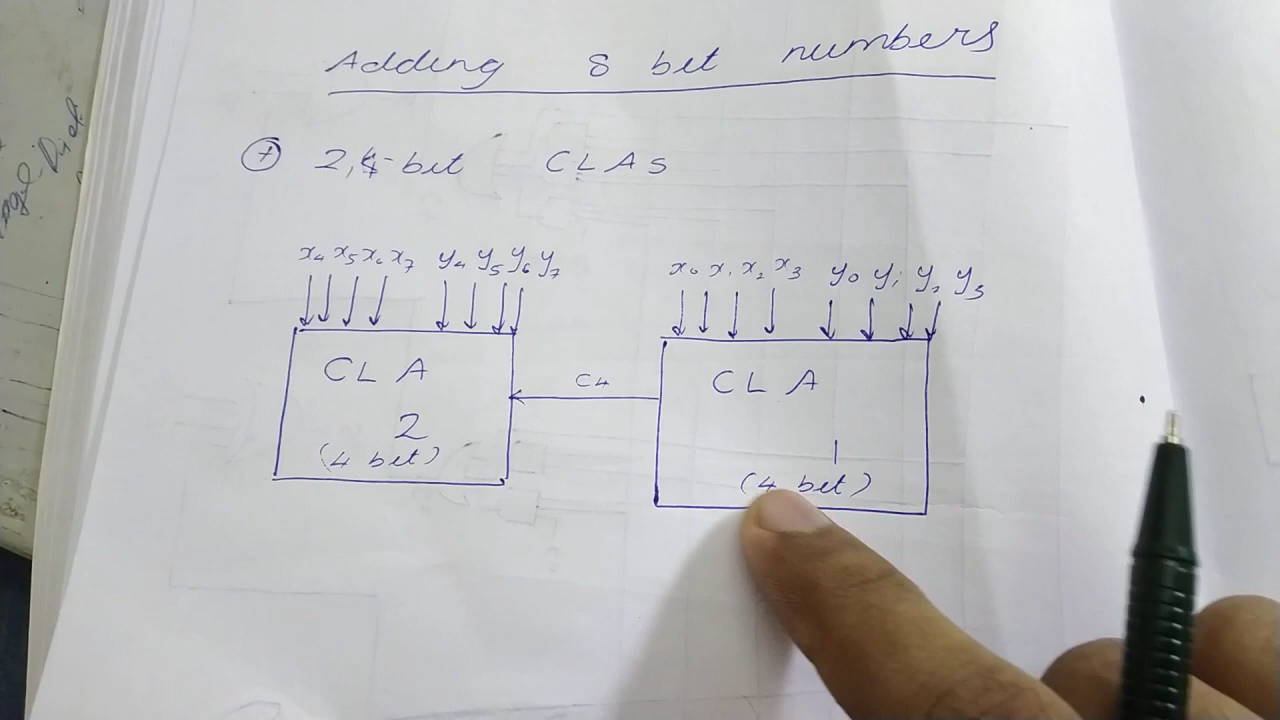 Adding 8 bit numbers
+ 2,4-bit CLAs
x4 x5 x6 x7 y4 y5 y6 y7
x0 x1 x2 x3 y0 y1 y2 y3
CLA
2
(4 bit)
C4
CLA
1
(4 bit)